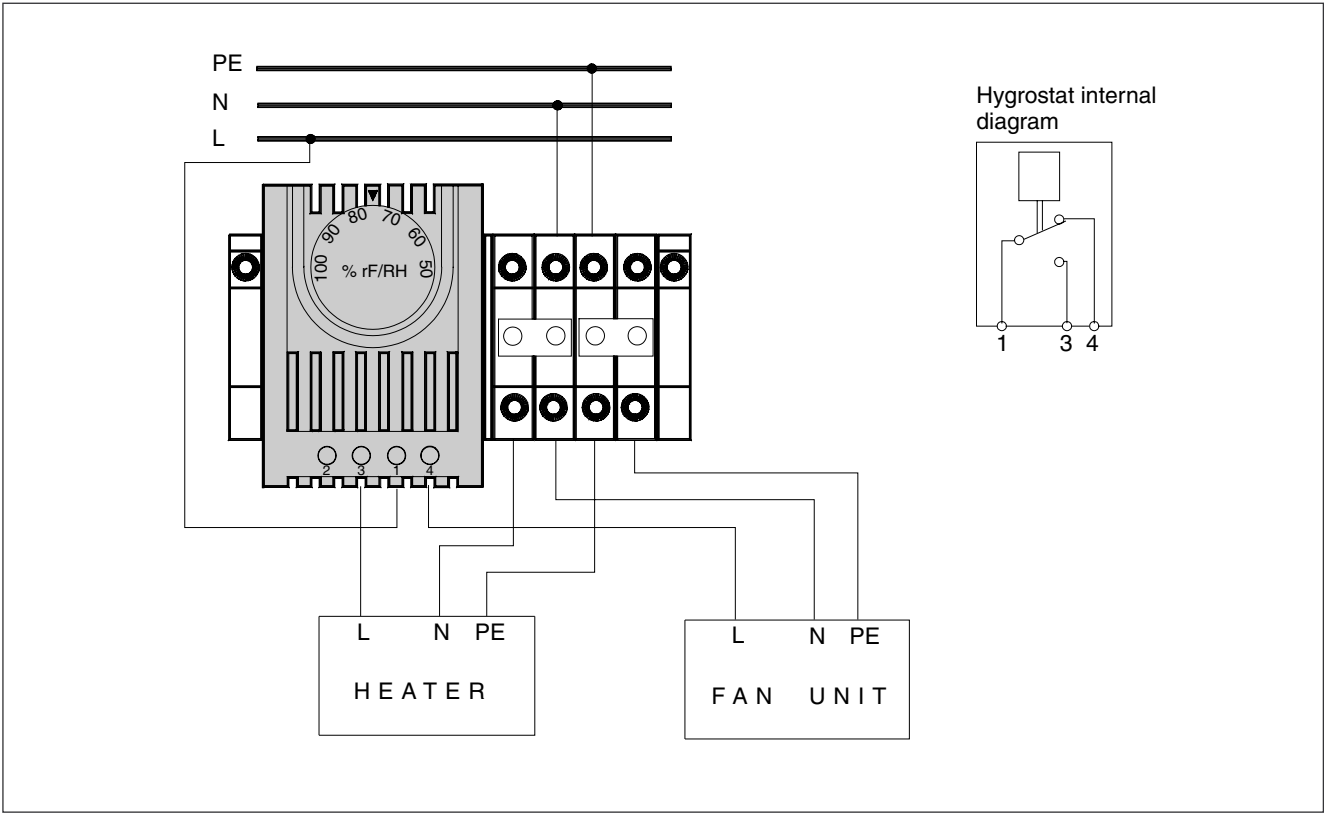 PE
N
L
Hygrostat internal
diagram
100 90 80 70 60 50
% rF/RH
1 3 4
2 3 1 4
L N PE
HEATER
L N PE
FAN UNIT